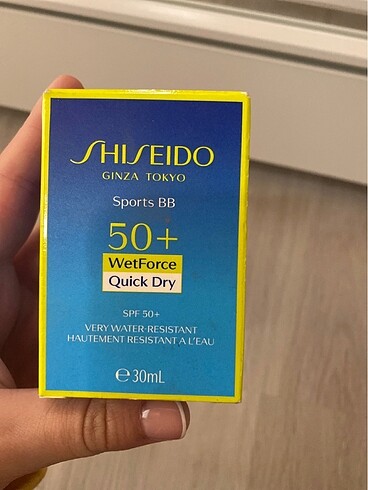 SHISEIDO
GINZA TOKYO
Sports BB
50+
WetForce
Quick Dry
SPF 50+
VERY WATER-RESISTANT
HAUTEMENT RESISTANT A L'EAU
℮30mL